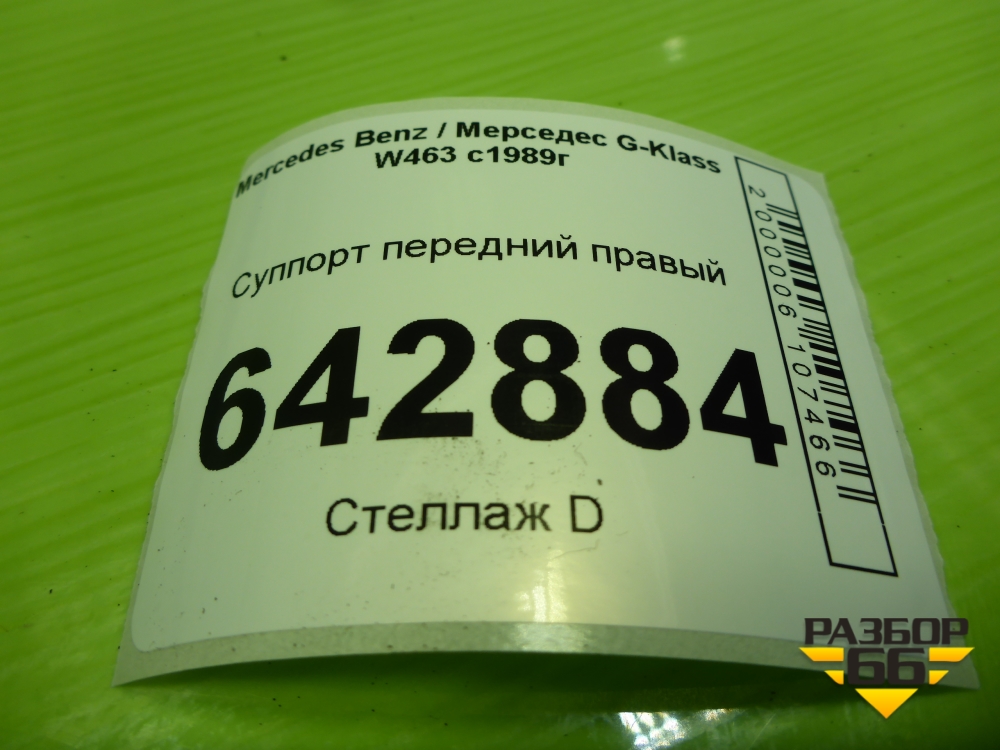 Mercedes Benz / Мерседес G-Klass
W463 с1989г
Суппорт передний правый
642884
Стеллаж D
2000006107466
РАЗБОР
66